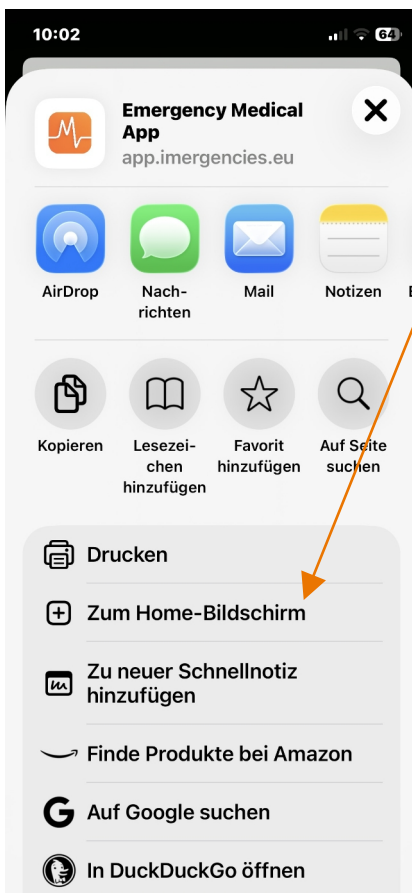 10:02
64
Emergency Medical
App
app.imergencies.eu
AirDrop
Nach-
richten
Mail
Notizen
Kopieren
Lesezei-
chen
hinzufügen
Favorit
hinzufügen
Auf Seite
suchen
Drucken
Zum Home-Bildschirm
Zu neuer Schnellnotiz
hinzufügen
Finde Produkte bei Amazon
Auf Google suchen
In DuckDuckGo öffnen